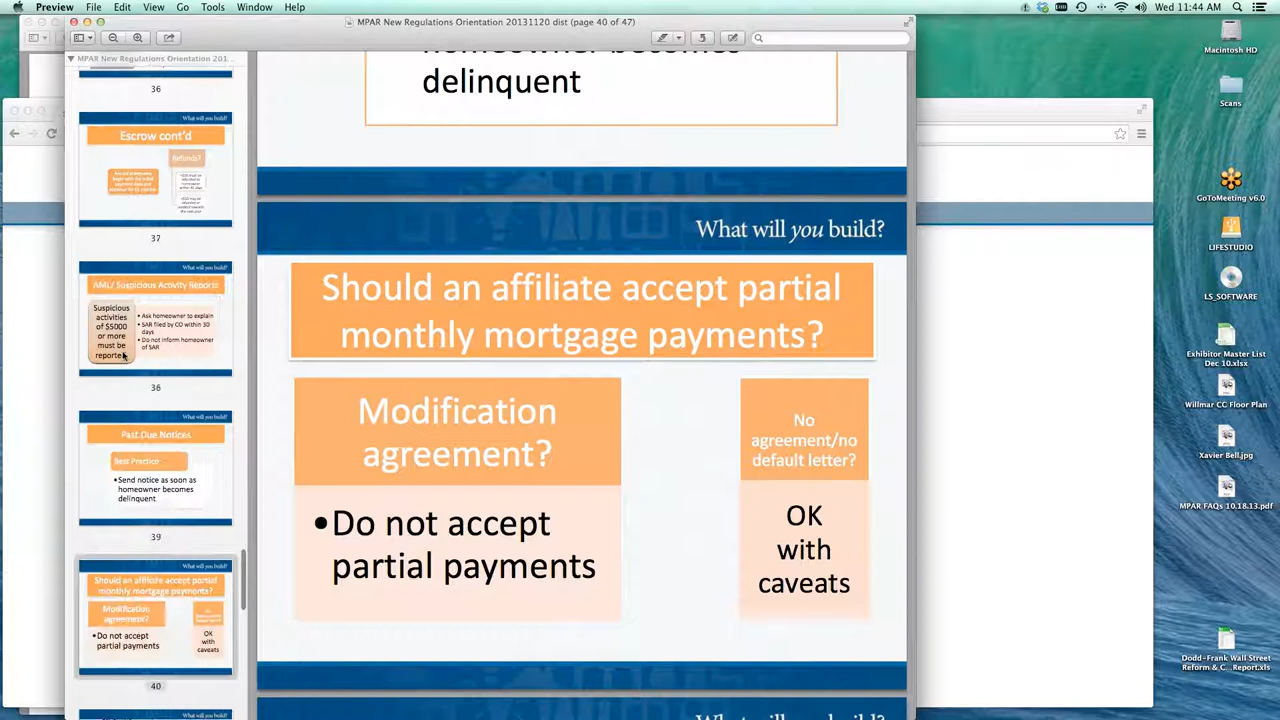 Preview File Edit View Go Tools Window Help
Wed 11:44 AM
MPAR New Regulations Orientation 20131120 dist (page 40 of 47)
MPAR New Regulations Orientation 201...
36
What will you build?
Escrow cont'd
Refunds?
37
What will you build?
AML/ Suspicious Activity Reports
Suspicious
activities
of $5000
or more
must be
reported
• Ask homeowner to explain
• SAR filed by CO within 30
days
• Do not inform homeowner
of SAR
38
What will you build?
Past Due Notices
Best Practice
• Send notice as soon as
homeowner becomes
delinquent
39
What will you build?
Should an affiliate accept partial
monthly mortgage payments?
Modification
agreement?
• Do not accept
partial payments
OK
with
caveats
40
What will you build?
homeowner becomes
delinquent
What will you build?
Should an affiliate accept partial
monthly mortgage payments?
Modification
agreement?
•Do not accept
partial payments
No
agreement/no
default letter?
OK
with
caveats
What will you build?
Macintosh HD
Scans
GoToMeeting v6.0
LIFESTUDIO
LS_SOFTWARE
Exhibitor Master List
Dec 10.xlsx
Willmar CC Floor Plan
Xavier Bell.jpg
MPAR FAQs 10.18.13.pdf
Dodd-Frank Wall Street
Reform & C...Report.xls